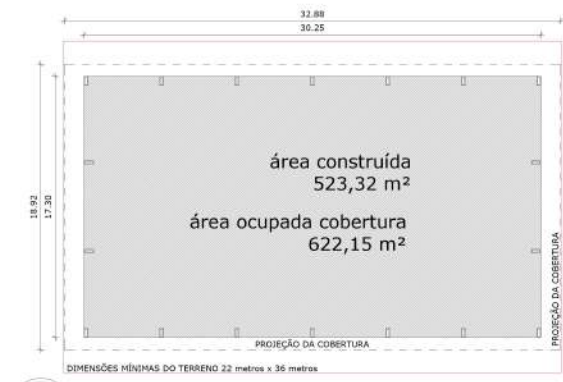 32.88
30.25
18.92
17.30
área construída
523,32 m²
área ocupada cobertura
622,15 m²
PROJEÇÃO DA COBERTURA
PROJEÇÃO DA COBERTURA
DIMENSÕES MÍNIMAS DO TERRENO 22 metros x 36 metros